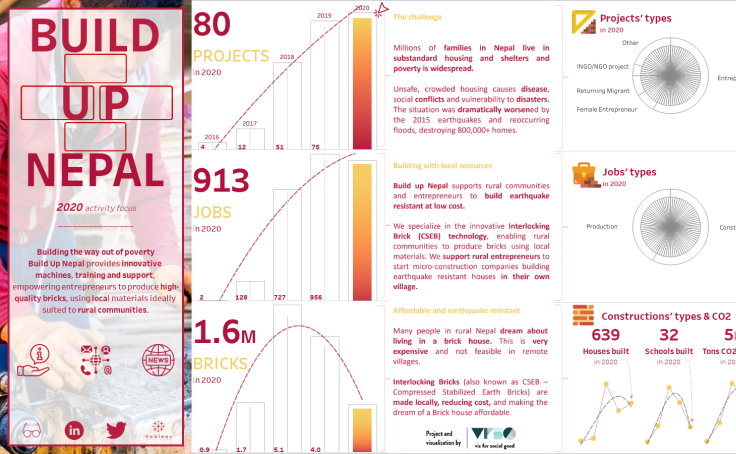 BUILD
UP
NEPAL
2020 activity focus
Building the way out of poverty
Build Up Nepal provides innovative
machines, training and support,
empowering entrepreneurs to produce high-
quality bricks, using local materials ideally
suited to rural communities.
NEWS
in
tableau
80
PROJECTS
in 2020
2016
2017
2018
2019
2020
4
12
51
75
913
JOBS
in 2020
2
128
727
956
1.6M
BRICKS
in 2020
0.9
1.7
5.1
4.0
The challenge
Millions of families in Nepal live in
substandard housing and shelters and
poverty is widespread.
Unsafe, crowded housing causes disease,
social conflicts and vulnerability to disasters.
The situation was dramatically worsened by
the 2015 earthquakes and reoccurring
floods, destroying 800,000+ homes.
Building with local resources
Build up Nepal supports rural communities
and entrepreneurs to build earthquake
resistant at low cost.
We specialize in the innovative Interlocking
Brick (CSEB) technology, enabling rural
communities to produce bricks using local
materials. We support rural entrepreneurs to
start micro-construction companies building
earthquake resistant houses in their own
village.
Affordable and earthquake resistant
Many people in rural Nepal dream about
living in a brick house. This is very
expensive and not feasible in remote
villages.
Interlocking Bricks (also known as CSEB –
Compressed Stabilized Earth Bricks) are
made locally, reducing cost, and making the
dream of a Brick house affordable.
Project and
visualization by
viz for social good
Projects' types
in 2020
Other
INGO/NGO project
Returning Migrant
Female Entrepreneur
Entrep
Jobs' types
in 2020
Production
Const
Constructions' types & CO2
639
Houses built
in 2020
32
Schools built
in 2020
Tons CO2
in 20